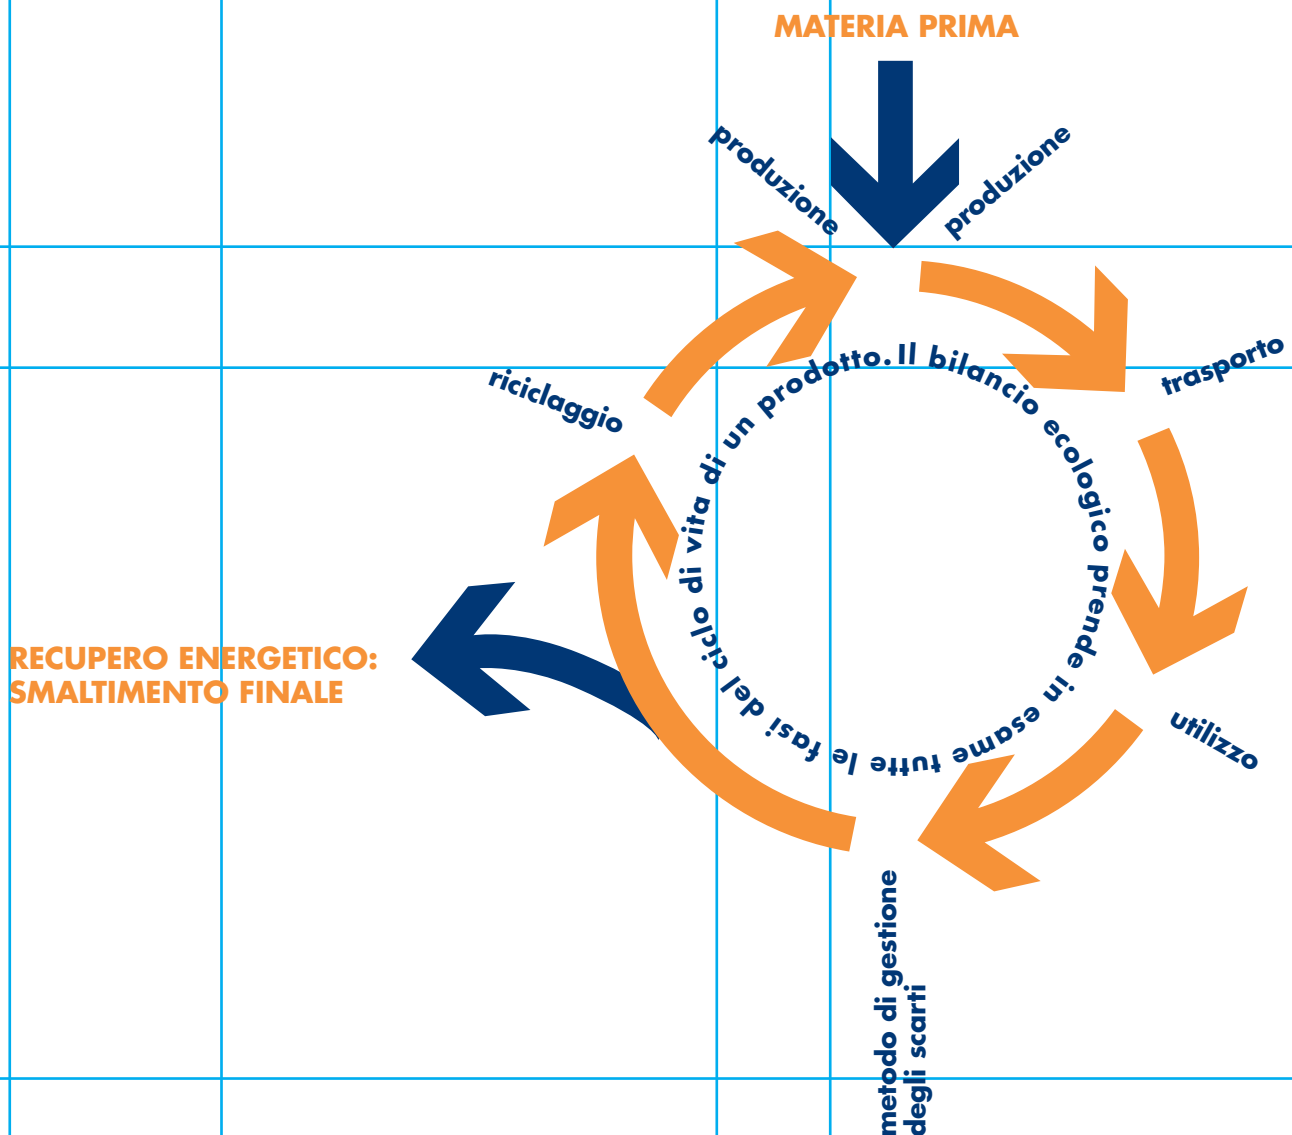 MATERIA PRIMA
produzione
produzione
trasporto
riciclaggio
Il bilancio ecologico prende in esame tutte le fasi del ciclo di vita di un prodotto.
RECUPERO ENERGETICO:
SMALTIMENTO FINALE
utilizzo
metodo di gestione
degli scarti